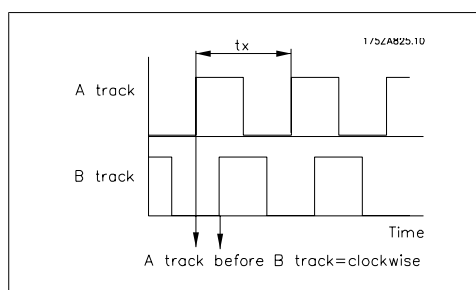 175ZA825.10
tx
A track
B track
Time
A track before B track=clockwise